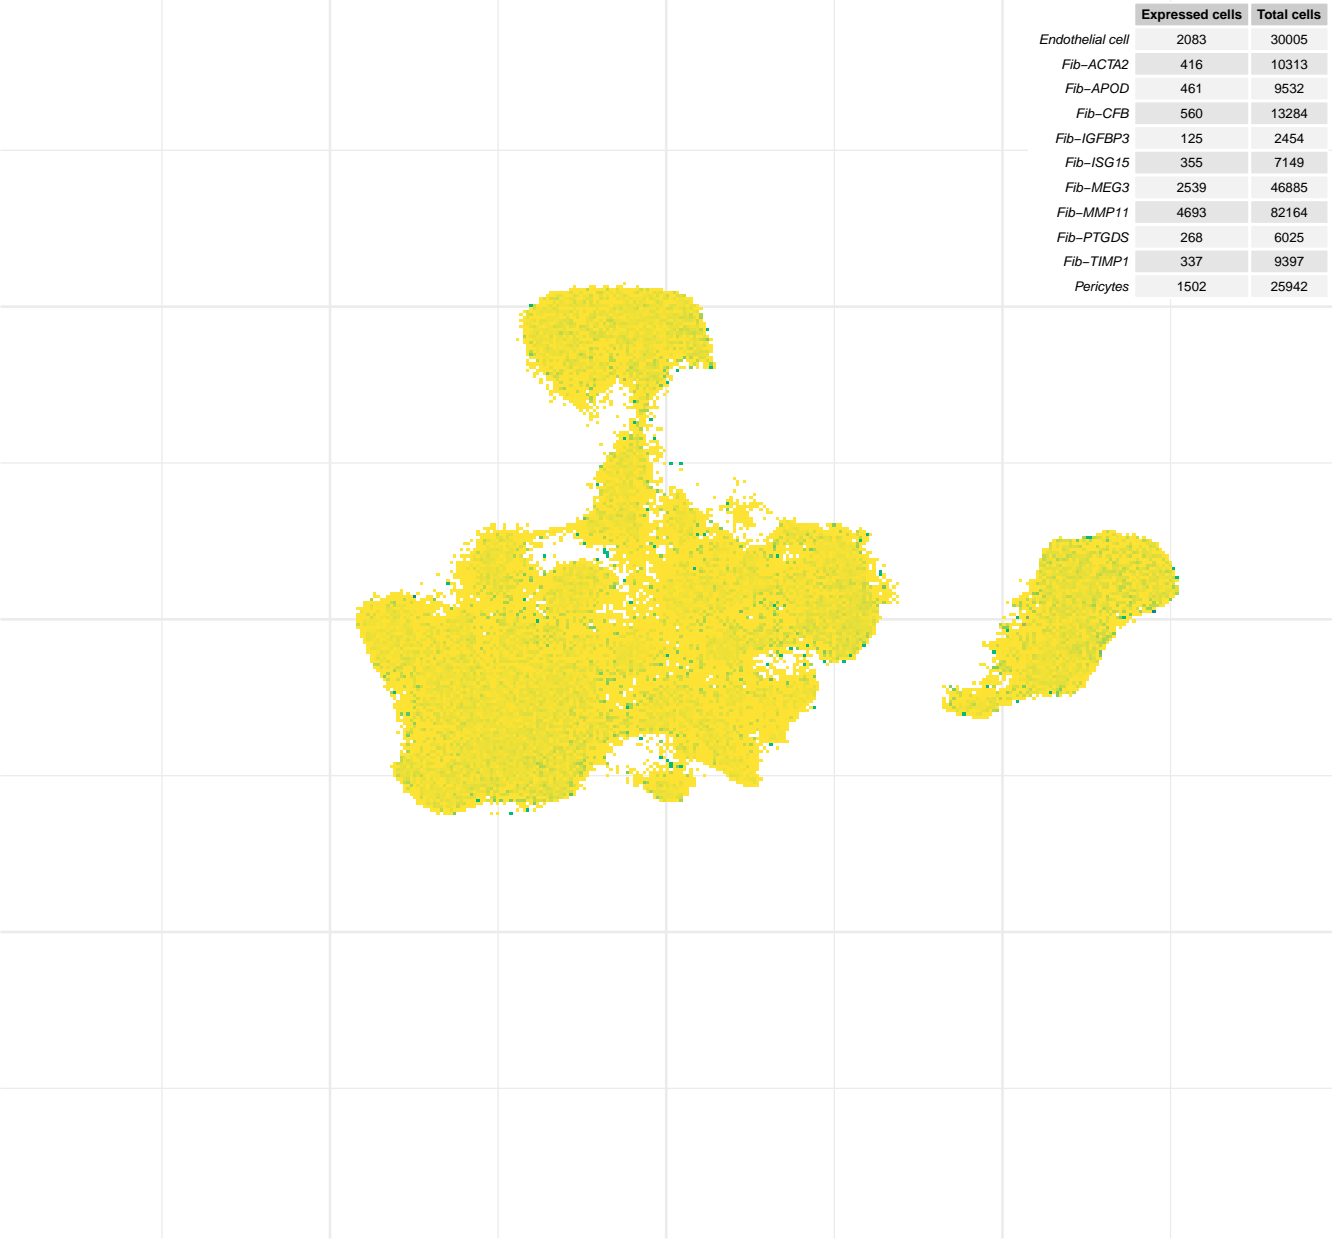 Expressed cells Total cells
Endothelial cell 2083 30005
Fib−ACTA2 416 10313
Fib−APOD 461 9532
Fib−CFB 560 13284
Fib−IGFBP3 125 2454
Fib−ISG15 355 7149
Fib−MEG3 2539 46885
Fib−MMP11 4693 82164
Fib−PTGDS 268 6025
Fib−TIMP1 337 9397
Pericytes 1502 25942